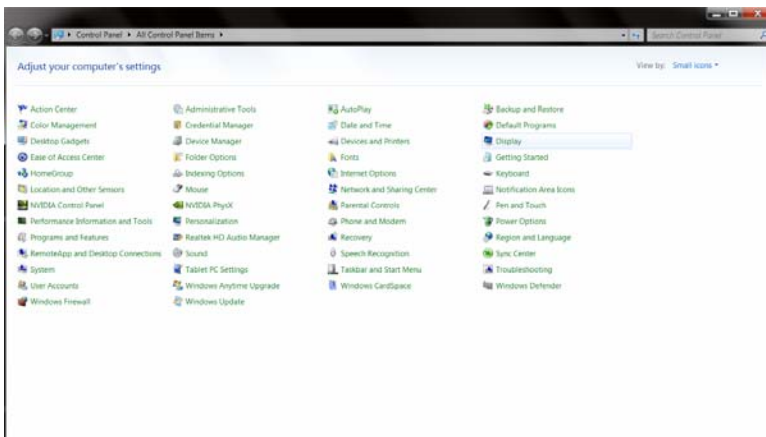 Control Panel ▸ All Control Panel Items ▸ Search Control Panel
Adjust your computer's settings View by: Small icons
Action Center Administrative Tools AutoPlay Backup and Restore
Color Management Credential Manager Date and Time Default Programs
Desktop Gadgets Device Manager Devices and Printers Display
Ease of Access Center Folder Options Fonts Getting Started
HomeGroup Indexing Options Internet Options Keyboard
Location and Other Sensors Mouse Network and Sharing Center Notification Area Icons
NVIDIA Control Panel NVIDIA PhysX Parental Controls Pen and Touch
Performance Information and Tools Personalization Phone and Modem Power Options
Programs and Features Realtek HD Audio Manager Recovery Region and Language
RemoteApp and Desktop Connections Sound Speech Recognition Sync Center
System Tablet PC Settings Taskbar and Start Menu Troubleshooting
User Accounts Windows Anytime Upgrade Windows CardSpace Windows Defender
Windows Firewall Windows Update